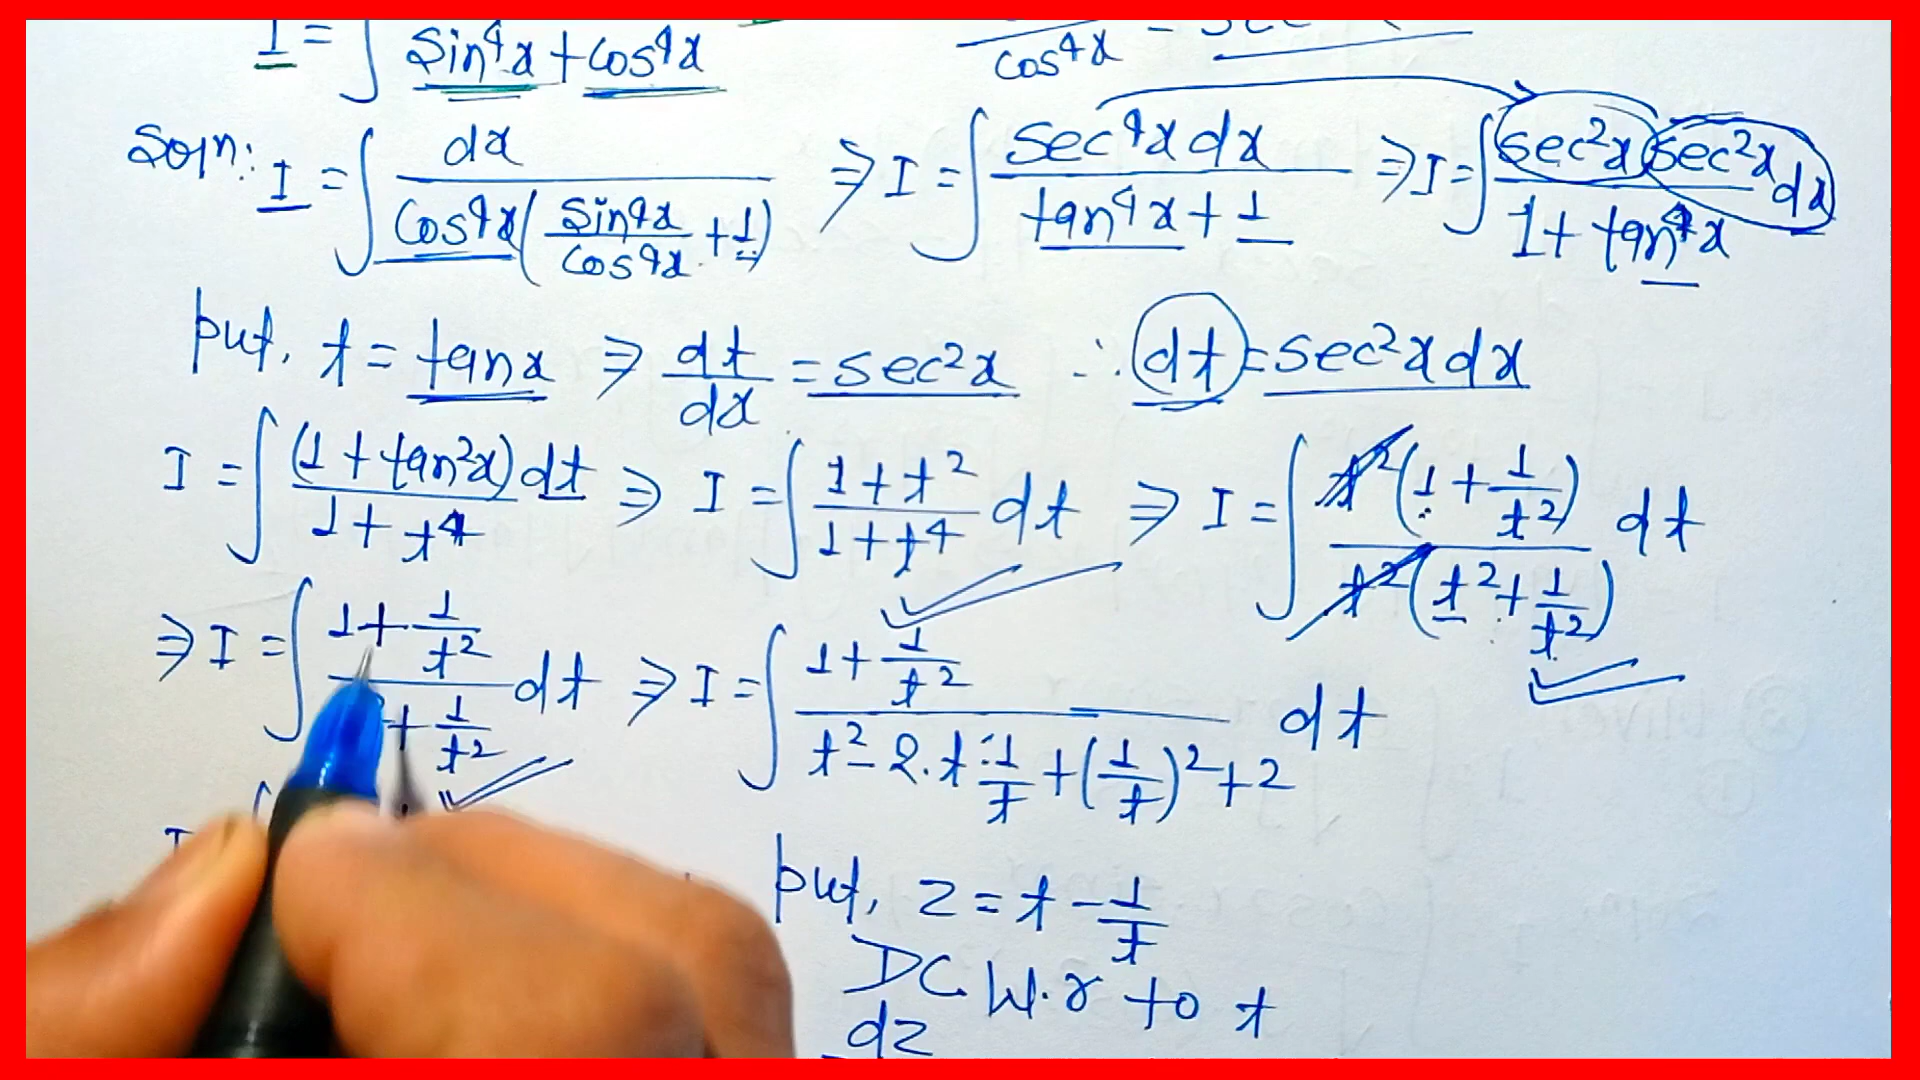 I = ∫ / sin⁴x + cos⁴x   /cos⁴x = sec
Soln: I = ∫ dx / cos⁴x (sin⁴x/cos⁴x + 1) ⇒ I = ∫ sec⁴x dx / tan⁴x + 1 ⇒ I = ∫ sec²x sec²x dx / 1 + tan⁴x
put, t = tanx ⇒ dt/dx = sec²x ∴ dt = sec²x dx
I = ∫ (1 + tan²x) dt / 1 + t⁴ ⇒ I = ∫ 1 + t² / 1 + t⁴ dt ⇒ I = ∫ t²(1 + 1/t²) / t²(t² + 1/t²) dt
⇒ I = ∫ 1 + 1/t² / ² + 1/t² dt ⇒ I = ∫ 1 + 1/t² / t² - 2.t.1/t + (1/t)² + 2 dt
I
put, z = t - 1/t
DC w.r to t
dz